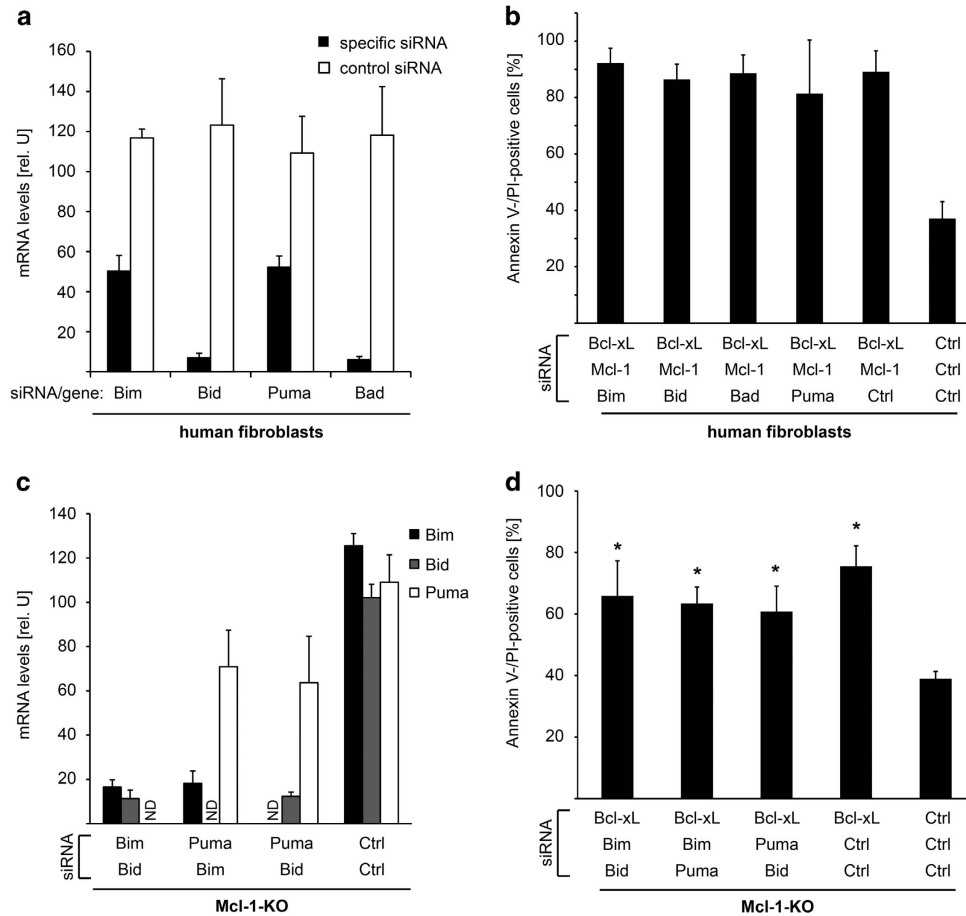 a
specific siRNA
control siRNA
mRNA levels [rel. U]
160
140
120
100
80
60
40
20
siRNA/gene: Bim Bid Puma Bad
human fibroblasts
b
Annexin V-/PI-positive cells [%]
100
80
60
40
20
siRNA
Bcl-xL Bcl-xL Bcl-xL Bcl-xL Bcl-xL Ctrl
Mcl-1 Mcl-1 Mcl-1 Mcl-1 Mcl-1 Ctrl
Bim Bid Bad Puma Ctrl Ctrl
human fibroblasts
c
Bim
Bid
Puma
mRNA levels [rel. U]
140
120
100
80
60
40
20
ND
ND
ND
siRNA
Bim Puma Puma Ctrl
Bid Bim Bid Ctrl
Mcl-1-KO
d
Annexin V-/PI-positive cells [%]
100
80
60
40
20
* * * *
siRNA
Bcl-xL Bcl-xL Bcl-xL Bcl-xL Ctrl
Bim Bim Puma Ctrl Ctrl
Bid Puma Bid Ctrl Ctrl
Mcl-1-KO